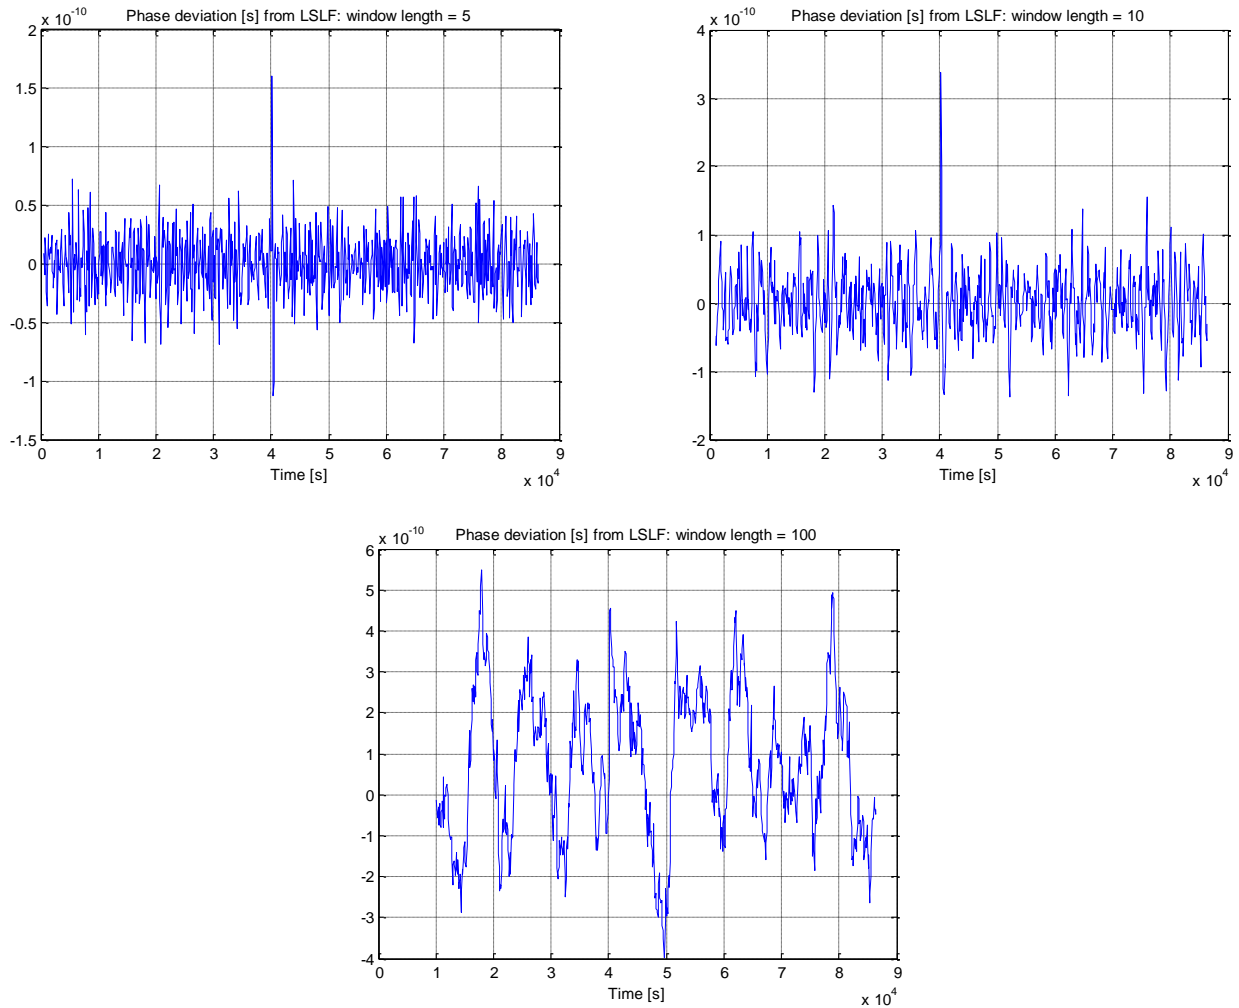 Phase deviation [s] from LSLF: window length = 5
x 10^-10
2
1.5
1
0.5
0
-0.5
-1
-1.5
0 1 2 3 4 5 6 7 8 9
Time [s]
x 10^4
Phase deviation [s] from LSLF: window length = 10
x 10^-10
4
3
2
1
0
-1
-2
0 1 2 3 4 5 6 7 8 9
Time [s]
x 10^4
Phase deviation [s] from LSLF: window length = 100
x 10^-10
6
5
4
3
2
1
0
-1
-2
-3
-4
0 1 2 3 4 5 6 7 8 9
Time [s]
x 10^4